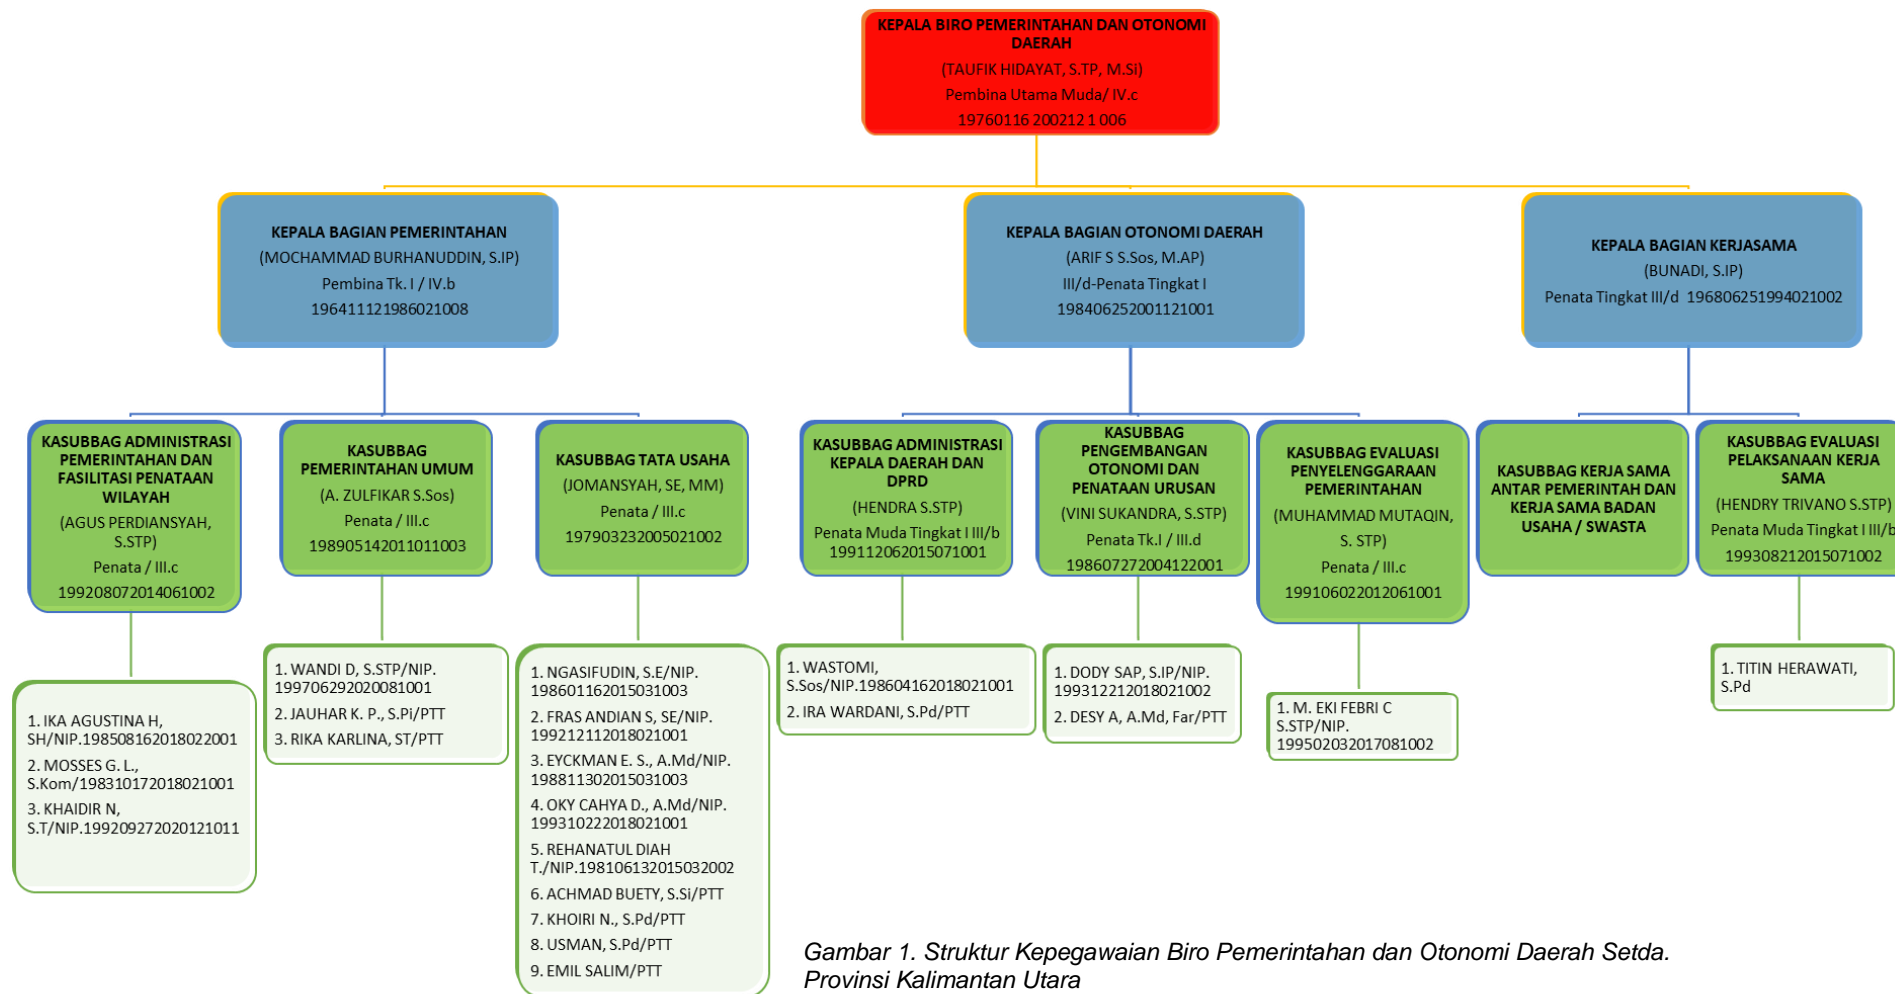 KEPALA BIRO PEMERINTAHAN DAN OTONOMI
DAERAH
(TAUFIK HIDAYAT, S.TP, M.Si)
Pembina Utama Muda/ IV.c
19760116 200212 1 006
KEPALA BAGIAN PEMERINTAHAN
(MOCHAMMAD BURHANUDDIN, S.IP)
Pembina Tk. I / IV.b
196411121986021008
KEPALA BAGIAN OTONOMI DAERAH
(ARIF S S.Sos, M.AP)
III/d-Penata Tingkat I
198406252001121001
KEPALA BAGIAN KERJASAMA
(BUNADI, S.IP)
Penata Tingkat III/d 196806251994021002
KASUBBAG ADMINISTRASI
PEMERINTAHAN DAN
FASILITASI PENATAAN
WILAYAH
(AGUS PERDIANSYAH,
S.STP)
Penata / III.c
199208072014061002
KASUBBAG
PEMERINTAHAN UMUM
(A. ZULFIKAR S.Sos)
Penata / III.c
198905142011011003
KASUBBAG TATA USAHA
(JOMANSYAH, SE, MM)
Penata / III.c
197903232005021002
KASUBBAG ADMINISTRASI
KEPALA DAERAH DAN
DPRD
(HENDRA S.STP)
Penata Muda Tingkat I III/b
199112062015071001
KASUBBAG
PENGEMBANGAN
OTONOMI DAN
PENATAAN URUSAN
(VINI SUKANDRA, S.STP)
Penata Tk.I / III.d
198607272004122001
KASUBBAG EVALUASI
PENYELENGGARAAN
PEMERINTAHAN
(MUHAMMAD MUTAQIN,
S. STP)
Penata / III.c
199106022012061001
KASUBBAG KERJA SAMA
ANTAR PEMERINTAH DAN
KERJA SAMA BADAN
USAHA / SWASTA
KASUBBAG EVALUASI
PELAKSANAAN KERJA
SAMA
(HENDRY TRIVANO S.STP)
Penata Muda Tingkat I III/b
199308212015071002
1. IKA AGUSTINA H,
SH/NIP.198508162018022001
2. MOSSES G. L.,
S.Kom/198310172018021001
3. KHAIDIR N,
S.T/NIP.199209272020121011
1. WANDI D, S.STP/NIP.
199706292020081001
2. JAUHAR K. P., S.Pi/PTT
3. RIKA KARLINA, ST/PTT
1. NGASIFUDIN, S.E/NIP.
198601162015031003
2. FRAS ANDIAN S, SE/NIP.
199212112018021001
3. EYCKMAN E. S., A.Md/NIP.
198811302015031003
4. OKY CAHYA D., A.Md/NIP.
199310222018021001
5. REHANATUL DIAH
T./NIP.198106132015032002
6. ACHMAD BUETY, S.Si/PTT
7. KHOIRI N., S.Pd/PTT
8. USMAN, S.Pd/PTT
9. EMIL SALIM/PTT
1. WASTOMI,
S.Sos/NIP.198604162018021001
2. IRA WARDANI, S.Pd/PTT
1. DODY SAP, S.IP/NIP.
199312212018021002
2. DESY A, A.Md, Far/PTT
1. M. EKI FEBRI C
S.STP/NIP.
199502032017081002
1. TITIN HERAWATI,
S.Pd
Gambar 1. Struktur Kepegawaian Biro Pemerintahan dan Otonomi Daerah Setda.
Provinsi Kalimantan Utara